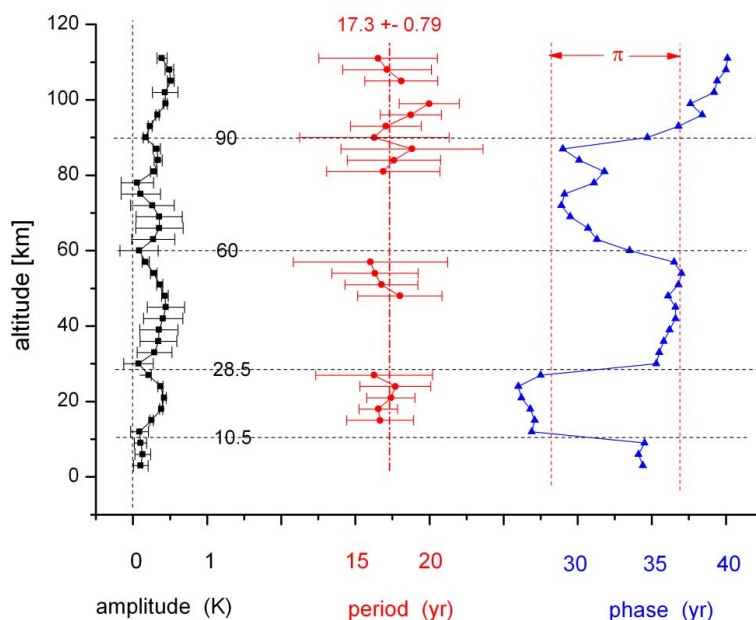 17.3 +- 0.79
120
π
100
90
80
altitude [km]
60
60
40
28.5
20
10.5
0
0 1 15 20 30 35 40
amplitude (K) period (yr) phase (yr)